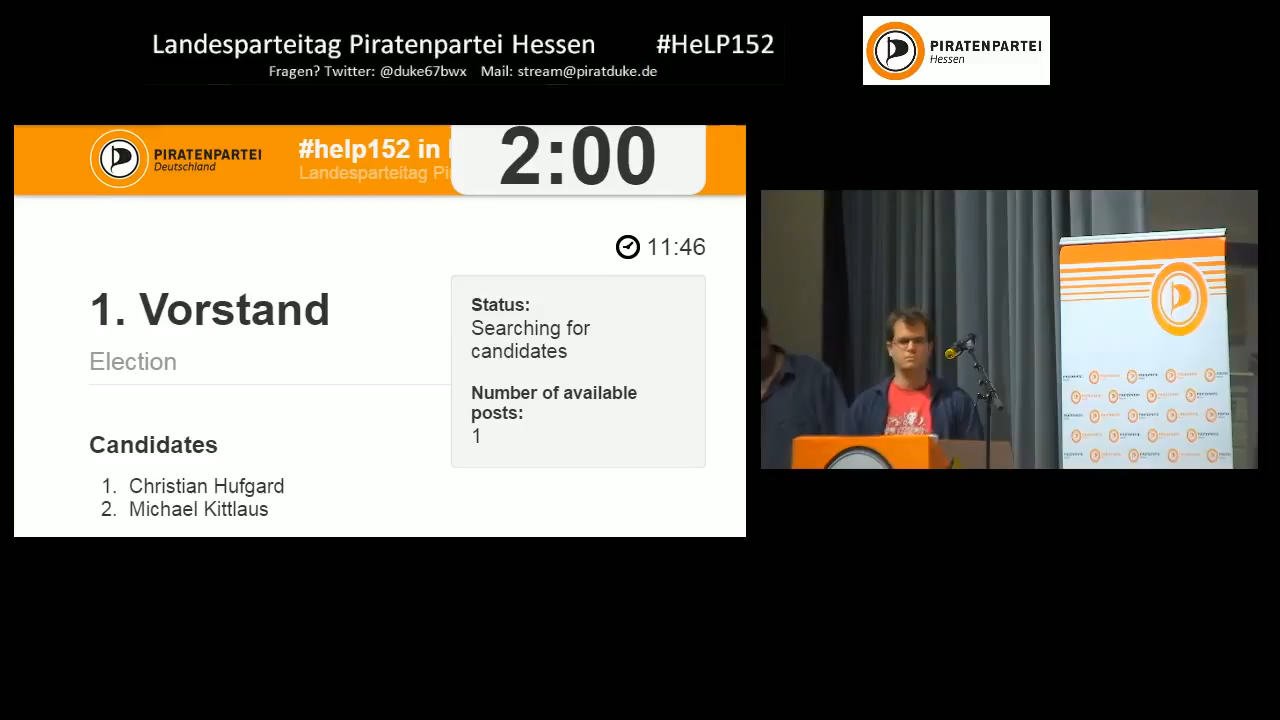 Landesparteitag Piratenpartei Hessen #HeLP152
Fragen? Twitter: @duke67bwx Mail: stream@piratduke.de
PIRATENPARTEI
Hessen
PIRATENPARTEI
Deutschland
#help152 in
Landesparteitag Pi
2:00
11:46
1. Vorstand
Election
Status:
Searching for
candidates
Number of available
posts:
1
Candidates
1. Christian Hufgard
2. Michael Kittlaus